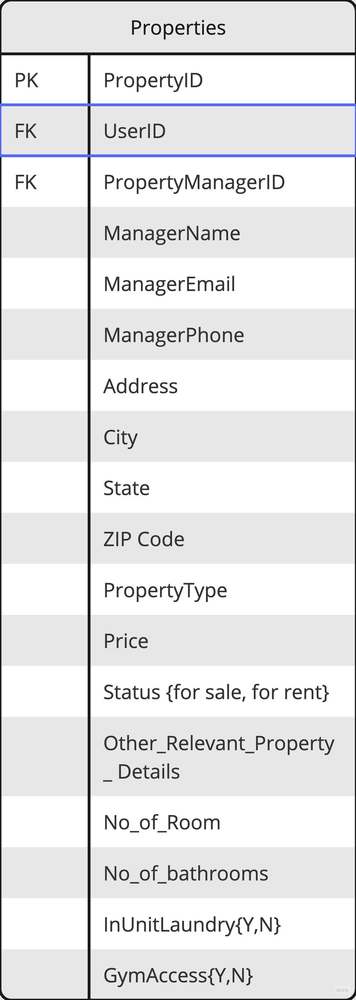 Properties
PK PropertyID
FK UserID
FK PropertyManagerID
ManagerName
ManagerEmail
ManagerPhone
Address
City
State
ZIP Code
PropertyType
Price
Status {for sale, for rent}
Other_Relevant_Property
_ Details
No_of_Room
No_of_bathrooms
InUnitLaundry{Y,N}
GymAccess{Y,N}
miro